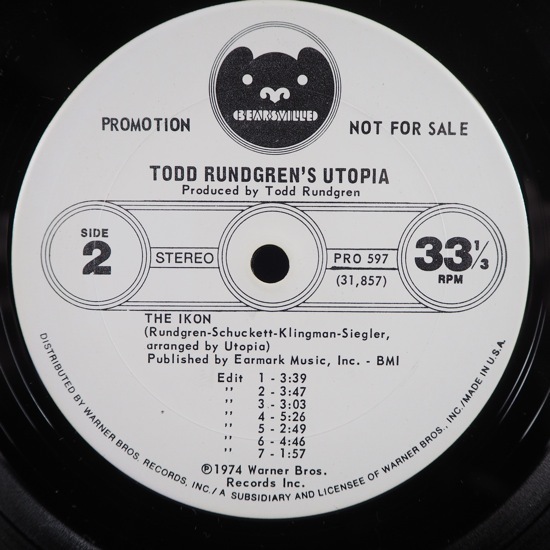 BEARSVILLE
PROMOTION NOT FOR SALE
TODD RUNDGREN'S UTOPIA
Produced by Todd Rundgren
SIDE
2
STEREO
PRO 597
(31,857)
33 1/3
RPM
THE IKON
(Rundgren-Schuckett-Klingman-Siegler,
arranged by Utopia)
Published by Earmark Music, Inc. - BMI
Edit 1 - 3:39
" 2 - 3:47
" 3 - 3:03
" 4 - 5:26
" 5 - 2:49
" 6 - 4:46
" 7 - 1:57
℗1974 Warner Bros.
Records Inc.
DISTRIBUTED BY WARNER BROS. RECORDS, INC./A SUBSIDIARY AND LICENSEE OF WARNER BROS., INC./MADE IN U.S.A.